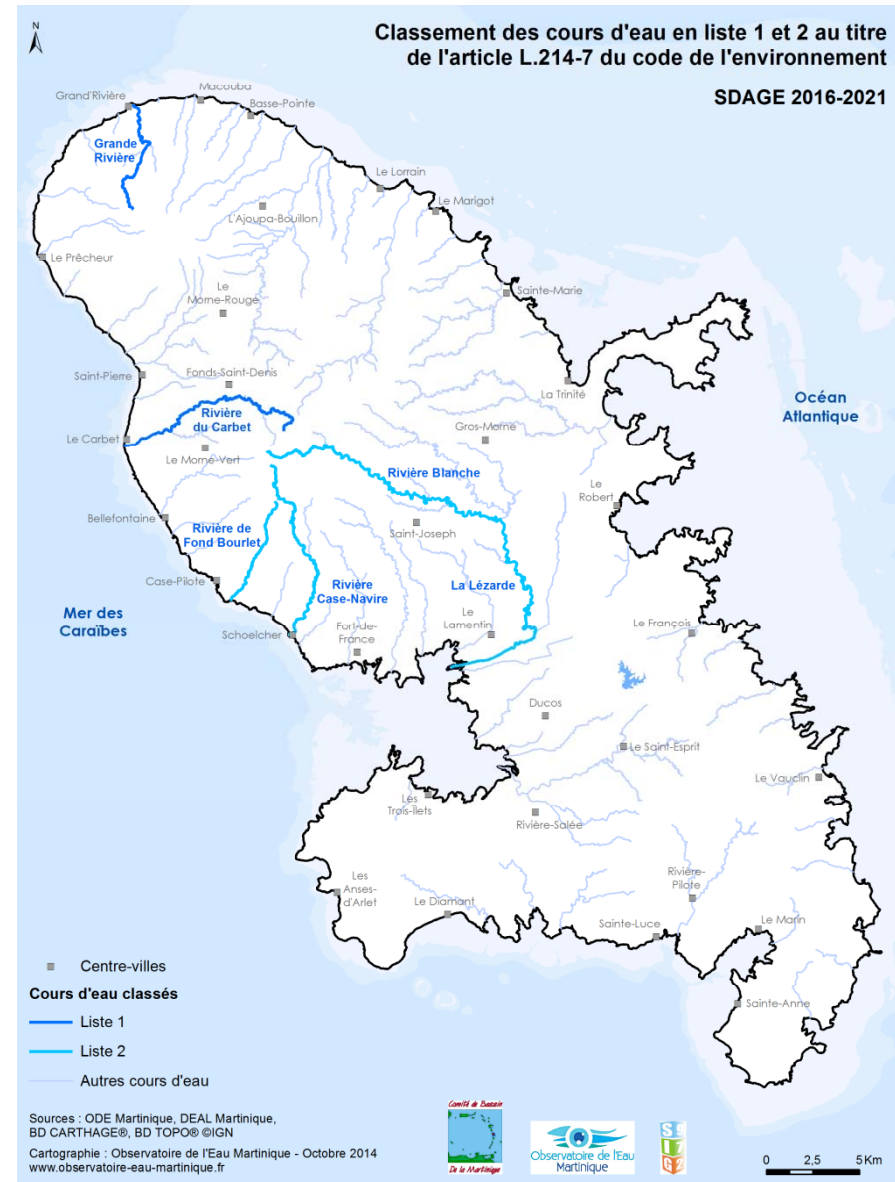 N
Classement des cours d'eau en liste 1 et 2 au titre
de l'article L.214-7 du code de l'environnement
SDAGE 2016-2021
Macouba
Grand'Rivière
Basse-Pointe
Grande
Rivière
Le Lorrain
L'Ajoupa-Bouillon
Le Marigot
Le Prêcheur
Le
Morne-Rouge
Sainte-Marie
Saint-Pierre
Fonds-Saint-Denis
La Trinité
Océan
Atlantique
Rivière
du Carbet
Le Carbet
Gros-Morne
Le Morne-Vert
Rivière Blanche
Le
Robert
Bellefontaine
Rivière de
Fond Bourlet
Saint-Joseph
Case-Pilote
Rivière
Case-Navire
La Lézarde
Mer des
Caraïbes
Schoelcher
Fort-de-
France
Le
Lamentin
Le François
Ducos
Le Saint-Esprit
Le Vauclin
Les
Trois-Ilets
Rivière-Salée
Les
Anses-
d'Arlet
Le Diamant
Rivière-
Pilote
Sainte-Luce
Le Marin
Sainte-Anne
Centre-villes
Cours d'eau classés
Liste 1
Liste 2
Autres cours d'eau
Sources : ODE Martinique, DEAL Martinique,
BD CARTHAGE®, BD TOPO® ©IGN
Cartographie : Observatoire de l'Eau Martinique - Octobre 2014
www.observatoire-eau-martinique.fr
Comité de Bassin
De la Martinique
Observatoire de l'Eau
Martinique
0 2,5 5 Km